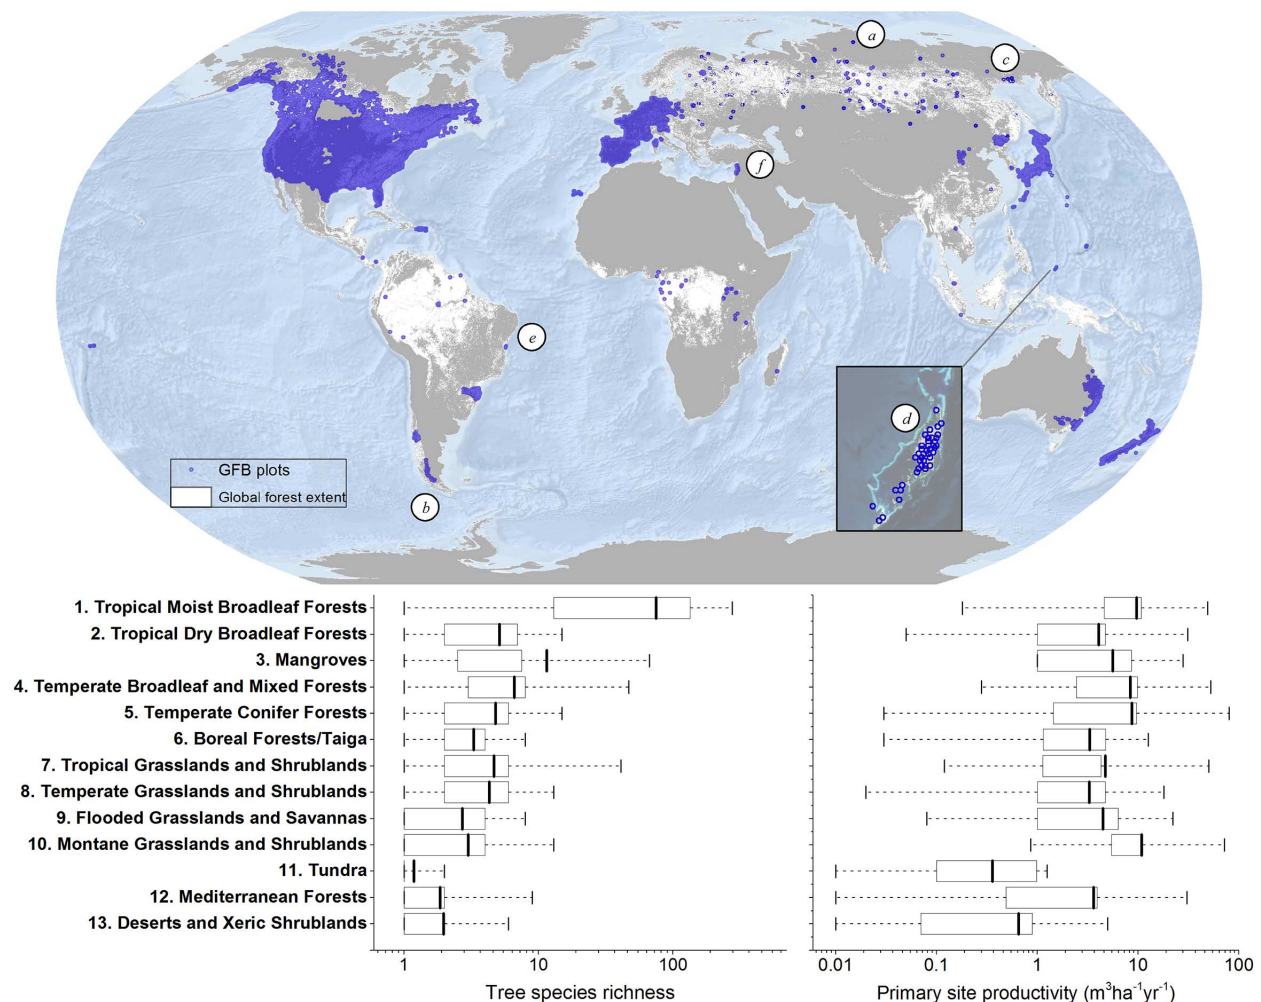 a
c
f
e
d
b
GFB plots
Global forest extent
1. Tropical Moist Broadleaf Forests
2. Tropical Dry Broadleaf Forests
3. Mangroves
4. Temperate Broadleaf and Mixed Forests
5. Temperate Conifer Forests
6. Boreal Forests/Taiga
7. Tropical Grasslands and Shrublands
8. Temperate Grasslands and Shrublands
9. Flooded Grasslands and Savannas
10. Montane Grasslands and Shrublands
11. Tundra
12. Mediterranean Forests
13. Deserts and Xeric Shrublands
1 10 100
Tree species richness
0.01 0.1 1 10 100
Primary site productivity (m³ha⁻¹yr⁻¹)